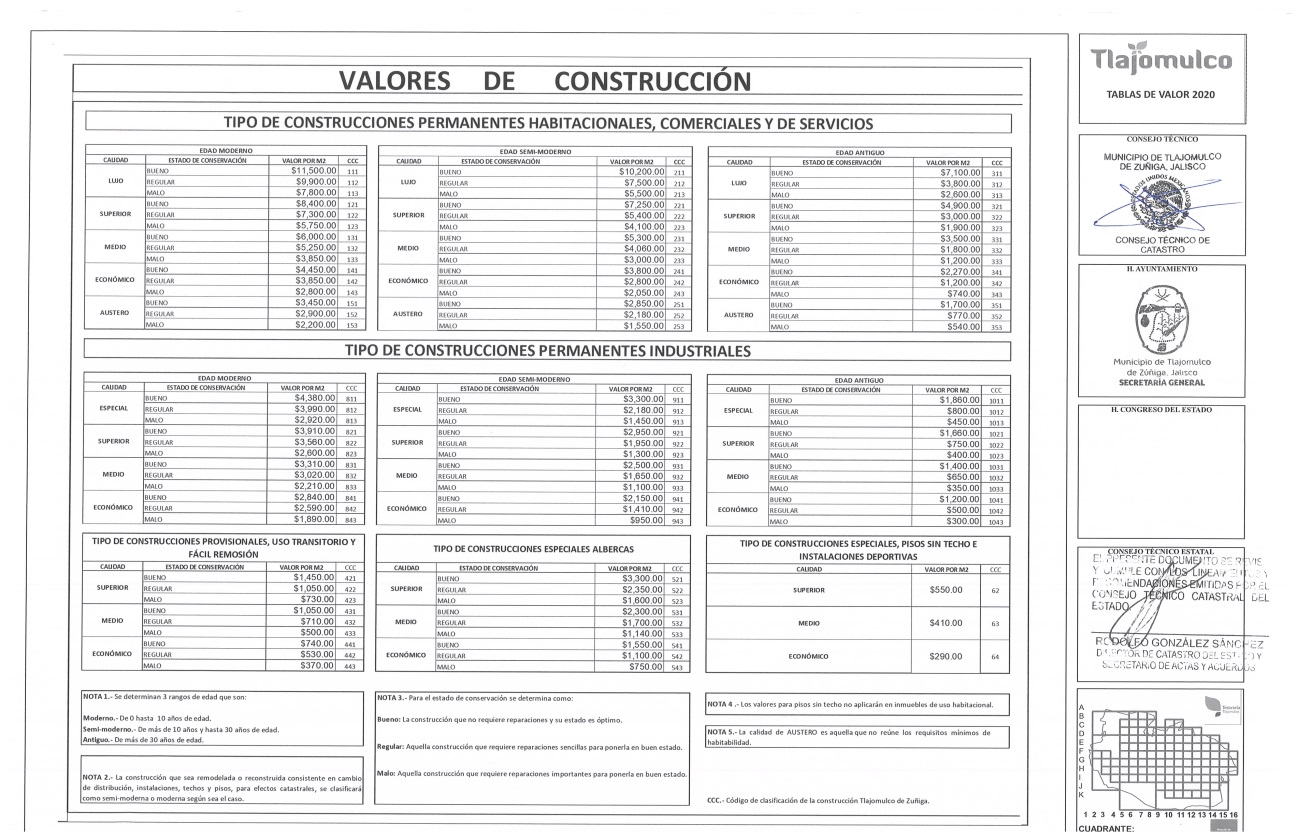 VALORES DE CONSTRUCCIÓN
TIPO DE CONSTRUCCIONES PERMANENTES HABITACIONALES, COMERCIALES Y DE SERVICIOS
EDAD MODERNO
CALIDAD ESTADO DE CONSERVACIÓN VALOR POR M2 CCC
LUJO
BUENO $11,500.00 111
REGULAR $9,900.00 112
MALO $7,800.00 113
SUPERIOR
BUENO $8,400.00 121
REGULAR $7,300.00 122
MALO $5,750.00 123
MEDIO
BUENO $6,000.00 131
REGULAR $5,250.00 132
MALO $3,850.00 133
ECONÓMICO
BUENO $4,450.00 141
REGULAR $3,850.00 142
MALO $2,800.00 143
AUSTERO
BUENO $3,450.00 151
REGULAR $2,900.00 152
MALO $2,200.00 153
EDAD SEMI-MODERNO
CALIDAD ESTADO DE CONSERVACIÓN VALOR POR M2 CCC
LUJO
BUENO $10,200.00 211
REGULAR $7,500.00 212
MALO $5,500.00 213
SUPERIOR
BUENO $7,250.00 221
REGULAR $5,400.00 222
MALO $4,100.00 223
MEDIO
BUENO $5,300.00 231
REGULAR $4,060.00 232
MALO $3,000.00 233
ECONÓMICO
BUENO $3,800.00 241
REGULAR $2,800.00 242
MALO $2,050.00 243
AUSTERO
BUENO $2,850.00 251
REGULAR $2,180.00 252
MALO $1,550.00 253
EDAD ANTIGUO
CALIDAD ESTADO DE CONSERVACIÓN VALOR POR M2 CCC
LUJO
BUENO $7,100.00 311
REGULAR $3,800.00 312
MALO $2,600.00 313
SUPERIOR
BUENO $4,900.00 321
REGULAR $3,000.00 322
MALO $1,900.00 323
MEDIO
BUENO $3,500.00 331
REGULAR $1,800.00 332
MALO $1,200.00 333
ECONÓMICO
BUENO $2,270.00 341
REGULAR $1,200.00 342
MALO $740.00 343
AUSTERO
BUENO $1,700.00 351
REGULAR $770.00 352
MALO $540.00 353
TIPO DE CONSTRUCCIONES PERMANENTES INDUSTRIALES
EDAD MODERNO
CALIDAD ESTADO DE CONSERVACIÓN VALOR POR M2 CCC
ESPECIAL
BUENO $4,380.00 811
REGULAR $3,990.00 812
MALO $2,920.00 813
SUPERIOR
BUENO $3,910.00 821
REGULAR $3,560.00 822
MALO $2,600.00 823
MEDIO
BUENO $3,310.00 831
REGULAR $3,020.00 832
MALO $2,210.00 833
ECONÓMICO
BUENO $2,840.00 841
REGULAR $2,590.00 842
MALO $1,890.00 843
EDAD SEMI-MODERNO
CALIDAD ESTADO DE CONSERVACIÓN VALOR POR M2 CCC
ESPECIAL
BUENO $3,300.00 911
REGULAR $2,180.00 912
MALO $1,450.00 913
SUPERIOR
BUENO $2,950.00 921
REGULAR $1,950.00 922
MALO $1,300.00 923
MEDIO
BUENO $2,500.00 931
REGULAR $1,650.00 932
MALO $1,100.00 933
ECONÓMICO
BUENO $2,150.00 941
REGULAR $1,410.00 942
MALO $950.00 943
EDAD ANTIGUO
CALIDAD ESTADO DE CONSERVACIÓN VALOR POR M2 CCC
ESPECIAL
BUENO $1,860.00 1011
REGULAR $800.00 1012
MALO $450.00 1013
SUPERIOR
BUENO $1,660.00 1021
REGULAR $750.00 1022
MALO $400.00 1023
MEDIO
BUENO $1,400.00 1031
REGULAR $650.00 1032
MALO $350.00 1033
ECONÓMICO
BUENO $1,200.00 1041
REGULAR $500.00 1042
MALO $300.00 1043
TIPO DE CONSTRUCCIONES PROVISIONALES, USO TRANSITORIO Y
FÁCIL REMOSIÓN
CALIDAD ESTADO DE CONSERVACIÓN VALOR POR M2 CCC
SUPERIOR
BUENO $1,450.00 421
REGULAR $1,050.00 422
MALO $730.00 423
MEDIO
BUENO $1,050.00 431
REGULAR $710.00 432
MALO $500.00 433
ECONÓMICO
BUENO $740.00 441
REGULAR $530.00 442
MALO $370.00 443
TIPO DE CONSTRUCCIONES ESPECIALES ALBERCAS
CALIDAD ESTADO DE CONSERVACIÓN VALOR POR M2 CCC
SUPERIOR
BUENO $3,300.00 521
REGULAR $2,350.00 522
MALO $1,600.00 523
MEDIO
BUENO $2,300.00 531
REGULAR $1,700.00 532
MALO $1,140.00 533
ECONÓMICO
BUENO $1,550.00 541
REGULAR $1,100.00 542
MALO $750.00 543
TIPO DE CONSTRUCCIONES ESPECIALES, PISOS SIN TECHO E
INSTALACIONES DEPORTIVAS
CALIDAD VALOR POR M2 CCC
SUPERIOR $550.00 62
MEDIO $410.00 63
ECONÓMICO $290.00 64
NOTA 1.- Se determinan 3 rangos de edad que son:
Moderno.- De 0 hasta 10 años de edad.
Semi-moderno.- De más de 10 años y hasta 30 años de edad.
Antiguo.- De más de 30 años de edad.
NOTA 2.- La construcción que sea remodelada o reconstruida consistente en cambio
de distribución, instalaciones, techos y pisos, para efectos catastrales, se clasificará
como semi-moderna o moderna según sea el caso.
NOTA 3.- Para el estado de conservación se determina como:
Bueno: La construcción que no requiere reparaciones y su estado es óptimo.
Regular: Aquella construcción que requiere reparaciones sencillas para ponerla en buen estado.
Malo: Aquella construcción que requiere reparaciones importantes para ponerla en buen estado.
NOTA 4 .- Los valores para pisos sin techo no aplicarán en inmuebles de uso habitacional.
NOTA 5.- La calidad de AUSTERO es aquella que no reúne los requisitos mínimos de
habitabilidad.
CCC.- Código de clasificación de la construcción Tlajomulco de Zuñiga.
Tlajomulco
TABLAS DE VALOR 2020
CONSEJO TÉCNICO
MUNICIPIO DE TLAJOMULCO
DE ZUÑIGA, JALISCO
UNIDOS MEXICANOS
CONSEJO TÉCNICO DE
CATASTRO
H. AYUNTAMIENTO
Municipio de Tlajomulco
de Zúñiga, Jalisco
SECRETARÍA GENERAL
H. CONGRESO DEL ESTADO
CONSEJO TÉCNICO ESTATAL
EL PRESENTE DOCUMENTO SE REVIS
Y CUMPLE CON LOS
EMITIDAS POR EL
CONSEJO TÉCNICO CATASTRAL DEL
ESTADO.
RODOLFO GONZÁLEZ SÁNCHEZ
DIRECTOR DE CATASTRO DEL ESTADO Y
SECRETARIO DE ACTAS Y ACUERDOS
Tesorería
Tlajomulco
A
B
C
D
E
F
G
H
I
J
K
1 2 3 4 5 6 7 8 9 10 11 12 13 14 15 16
CUADRANTE: